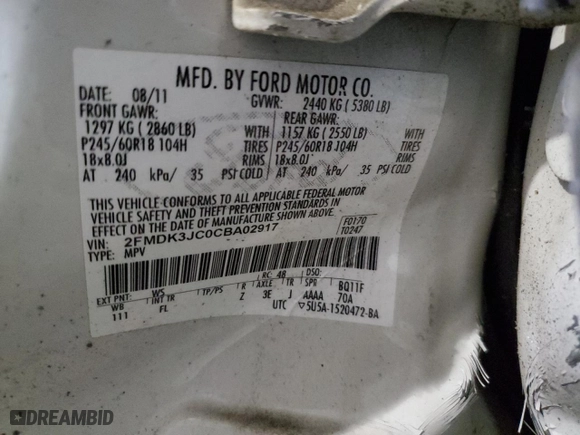 MFD. BY FORD MOTOR CO.
DATE: 08/11 GVWR: 2440 KG ( 5380 LB)
FRONT GAWR: REAR GAWR:
1297 KG ( 2860 LB) WITH 1157 KG ( 2550 LB) WITH
P245/60R18 104H TIRES P245/60R18 104H TIRES
18x8.0J RIMS 18x8.0J RIMS
AT 240 kPa/ 35 PSI COLD AT 240 kPa/ 35 PSI COLD
THIS VEHICLE CONFORMS TO ALL APPLICABLE FEDERAL MOTOR
VEHICLE SAFETY AND THEFT PREVENTION STANDARDS IN
EFFECT ON THE DATE OF MANUFACTURE SHOWN ABOVE.
VIN: 2FMDK3JC0CBA02917 F0170
TYPE: MPV T0247
EXT PNT: WS RC: 48 DSO:
WB INT TR TP/PS R AXLE TR SPR BQ11F
111 FL Z 3E J AAAA 70A
UTC ▽5U5A-1520472-BA
DREAMBID